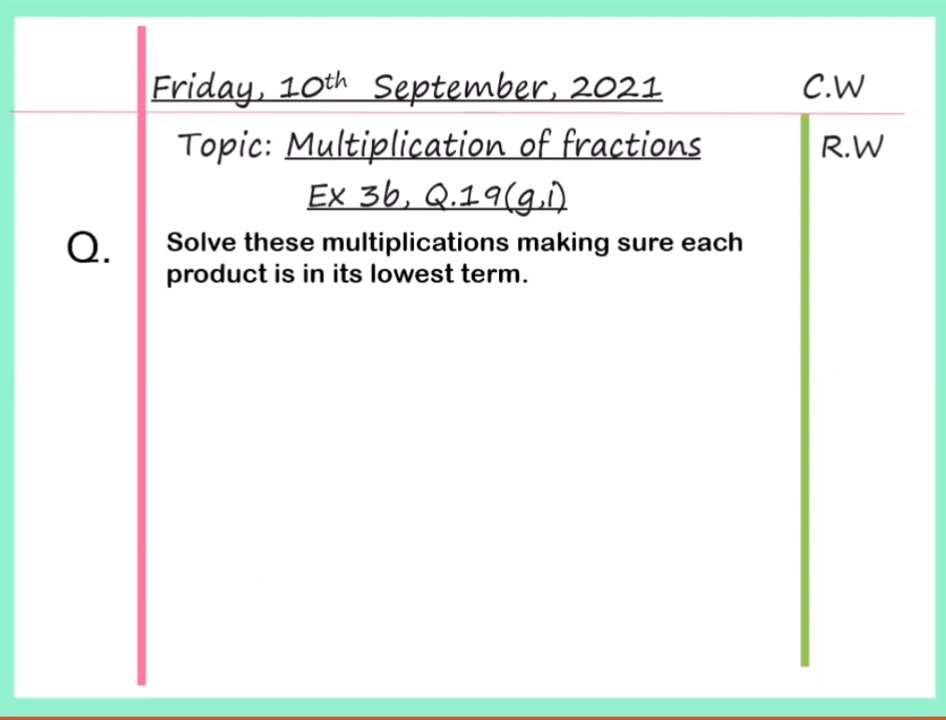 Friday, 10th September, 2021 C.W
Topic: Multiplication of fractions R.W
Ex 3b, Q.19(g,i)
Q. Solve these multiplications making sure each
product is in its lowest term.